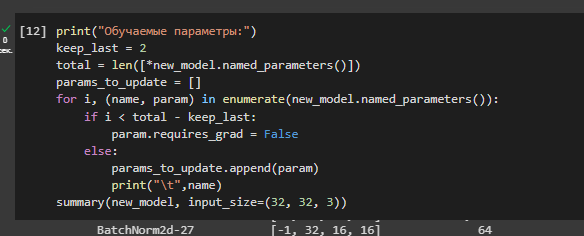 [12] print("Обучаемые параметры:")
keep_last = 2
total = len([*new_model.named_parameters()])
params_to_update = []
for i, (name, param) in enumerate(new_model.named_parameters()):
    if i < total - keep_last:
        param.requires_grad = False
    else:
        params_to_update.append(param)
        print("\t",name)
summary(new_model, input_size=(32, 32, 3))
BatchNorm2d-27 [-1, 32, 16, 16] 64